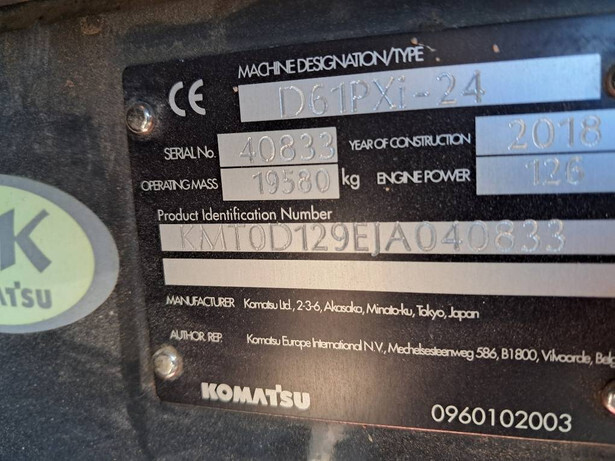 MACHINE DESIGNATION/TYPE
CE D61PXi-24
SERIAL No. 40833 YEAR OF CONSTRUCTION 2018
OPERATING MASS 19580 kg ENGINE POWER 126
Product Identification Number
KMT0D129EJA040833
MANUFACTURER Komatsu Ltd., 2-3-6, Akasaka, Minato-ku, Tokyo, Japan
AUTHOR. REP. Komatsu Europe International N.V., Mechelsesteenweg 586, B1800, Vilvoorde, Belg
KOMATSU
0960102003
K
ATSU